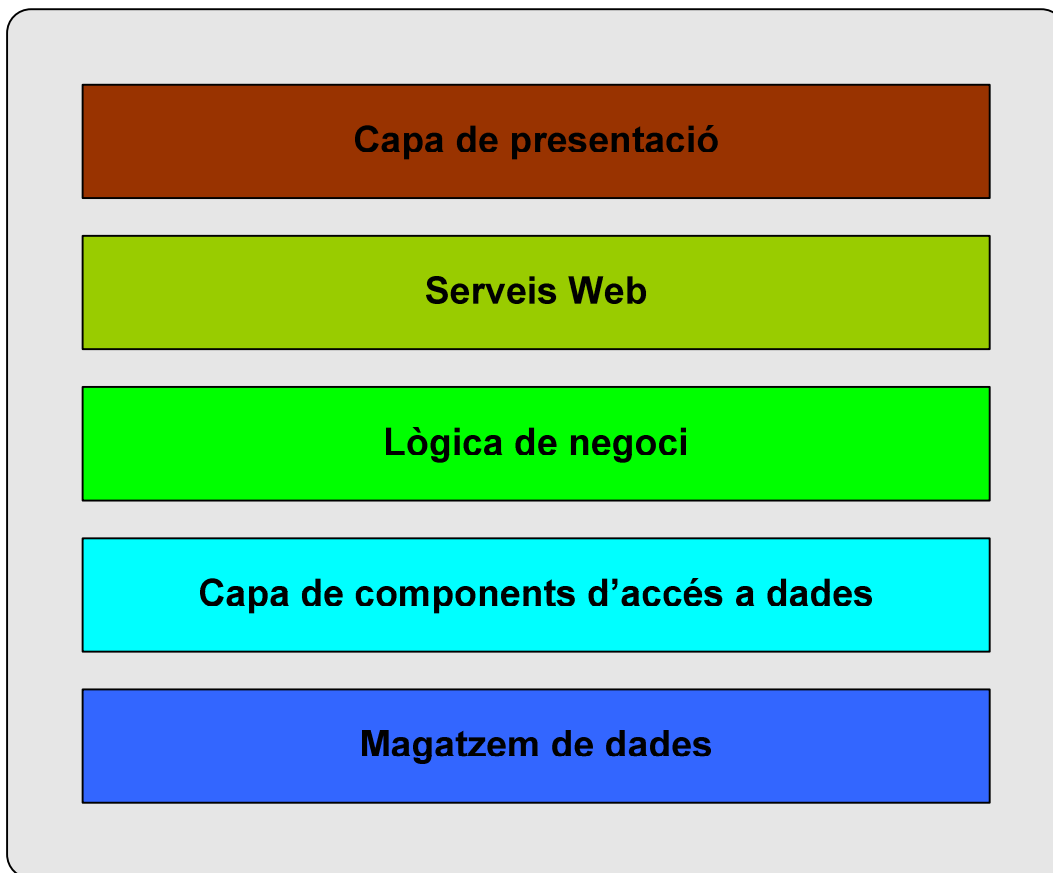 Capa de presentació
Serveis Web
Lògica de negoci
Capa de components d’accés a dades
Magatzem de dades